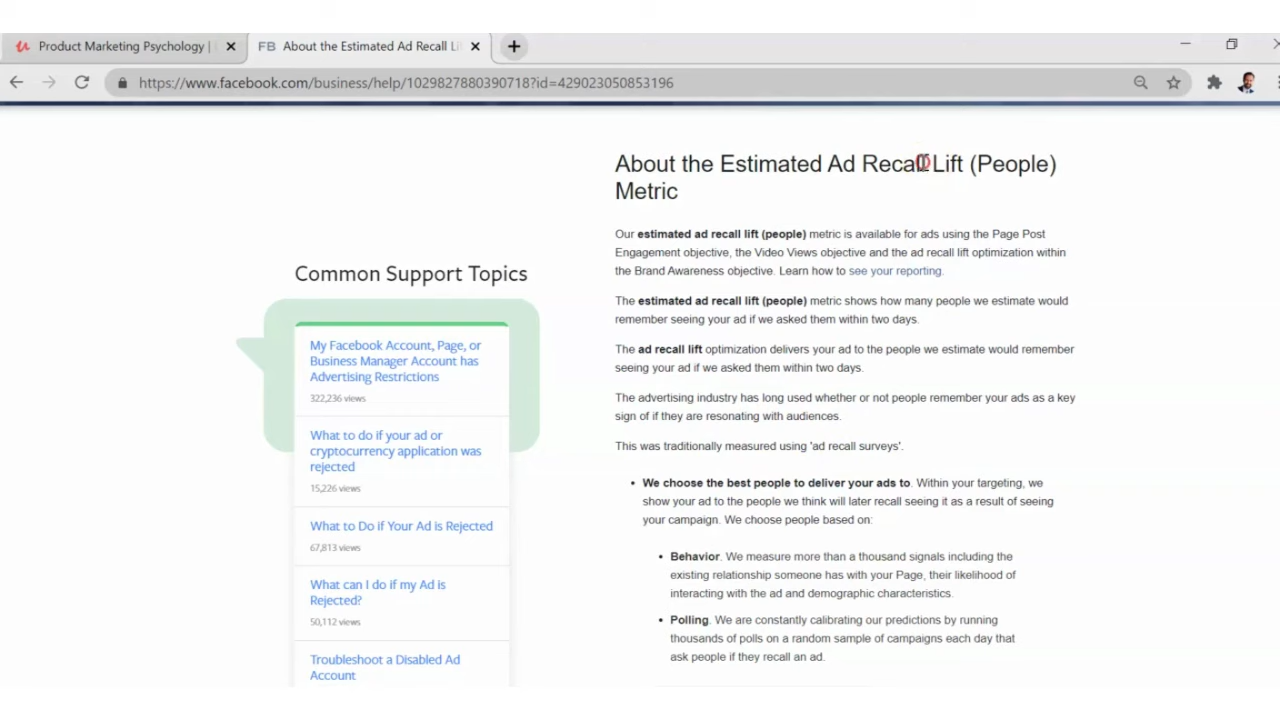 Product Marketing Psychology |
FB About the Estimated Ad Recall Li
https://www.facebook.com/business/help/1029827880390718?id=429023050853196
Common Support Topics
My Facebook Account, Page, or
Business Manager Account has
Advertising Restrictions
322,236 views
What to do if your ad or
cryptocurrency application was
rejected
15,226 views
What to Do if Your Ad is Rejected
67,813 views
What can I do if my Ad is
Rejected?
50,112 views
Troubleshoot a Disabled Ad
Account
About the Estimated Ad Recall Lift (People)
Metric
Our estimated ad recall lift (people) metric is available for ads using the Page Post
Engagement objective, the Video Views objective and the ad recall lift optimization within
the Brand Awareness objective. Learn how to see your reporting.
The estimated ad recall lift (people) metric shows how many people we estimate would
remember seeing your ad if we asked them within two days.
The ad recall lift optimization delivers your ad to the people we estimate would remember
seeing your ad if we asked them within two days.
The advertising industry has long used whether or not people remember your ads as a key
sign of if they are resonating with audiences.
This was traditionally measured using 'ad recall surveys'.
• We choose the best people to deliver your ads to. Within your targeting, we
show your ad to the people we think will later recall seeing it as a result of seeing
your campaign. We choose people based on:
• Behavior. We measure more than a thousand signals including the
existing relationship someone has with your Page, their likelihood of
interacting with the ad and demographic characteristics.
• Polling. We are constantly calibrating our predictions by running
thousands of polls on a random sample of campaigns each day that
ask people if they recall an ad.